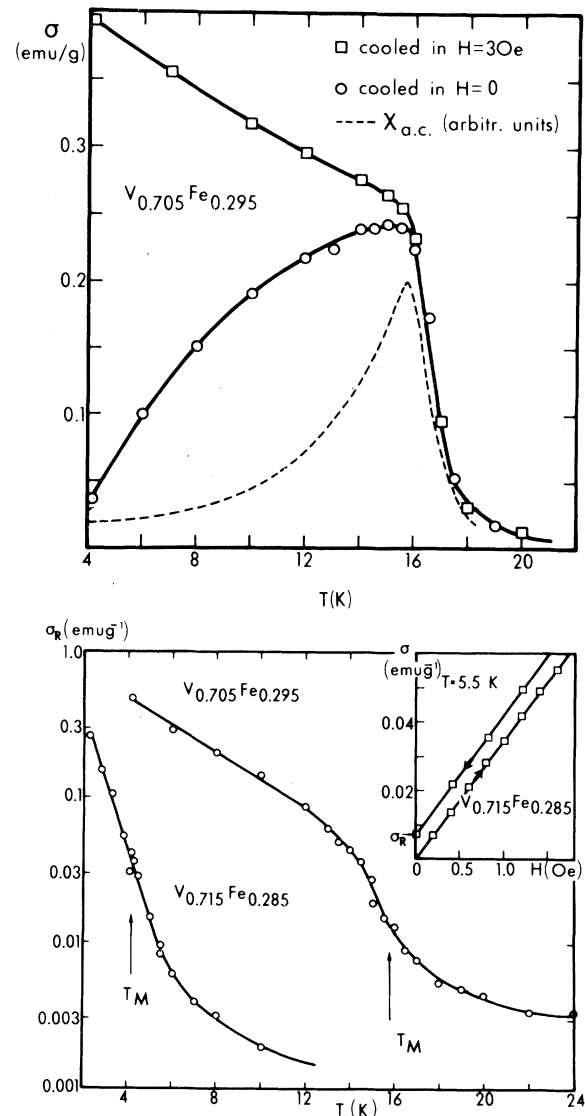 σ
(emu/g)
□ cooled in H=3Oe
○ cooled in H=0
---- X a.c. (arbitr. units)
0.3
V0.705Fe0.295
0.2
0.1
4 8 12 16 20
T(K)
σR(emug-1)
1.0
0.3
0.1
0.03
0.01
0.003
0.001
V0.705Fe0.295
V0.715Fe0.285
TM
TM
4 8 12 16 20 24
T(K)
σ
(emug-1)
T=5.5 K
0.04
0.02
σR
V0.715Fe0.285
0 0.5 1.0 H(Oe)